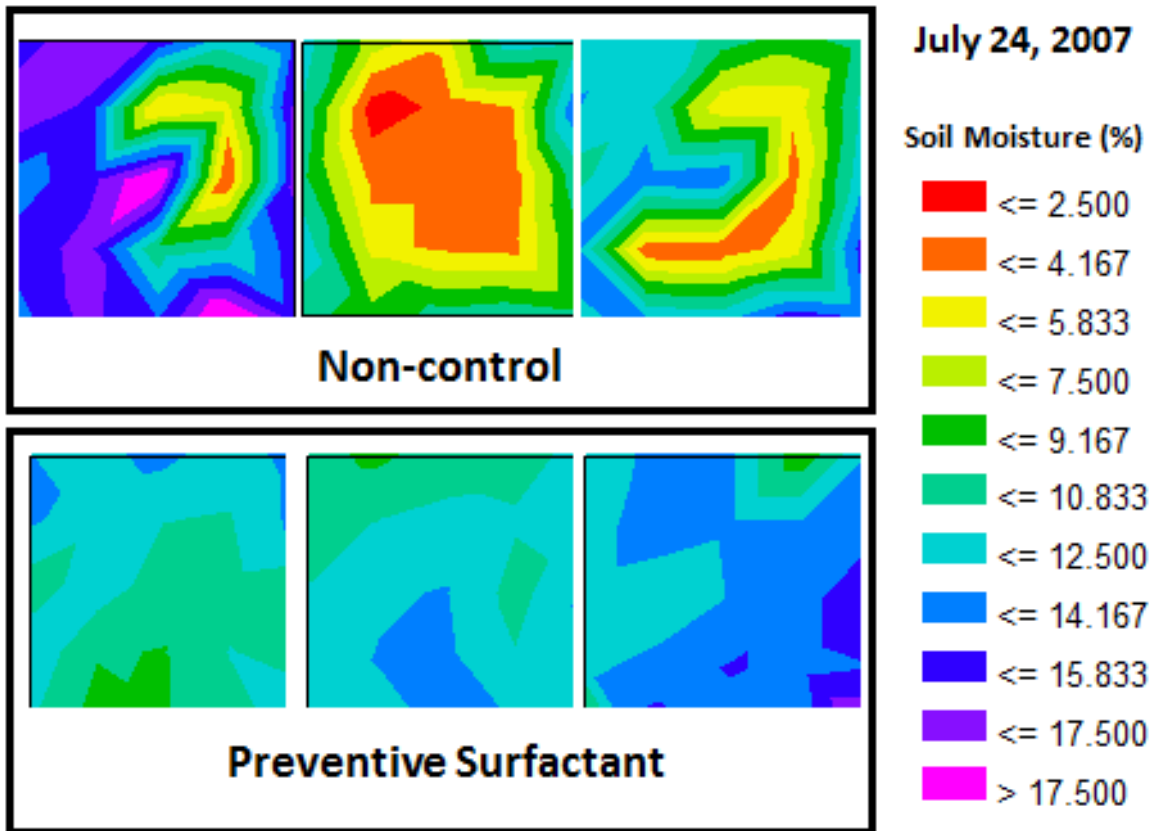 July 24, 2007
Soil Moisture (%)
<= 2.500
<= 4.167
<= 5.833
<= 7.500
<= 9.167
<= 10.833
<= 12.500
<= 14.167
<= 15.833
<= 17.500
> 17.500
Non-control
Preventive Surfactant